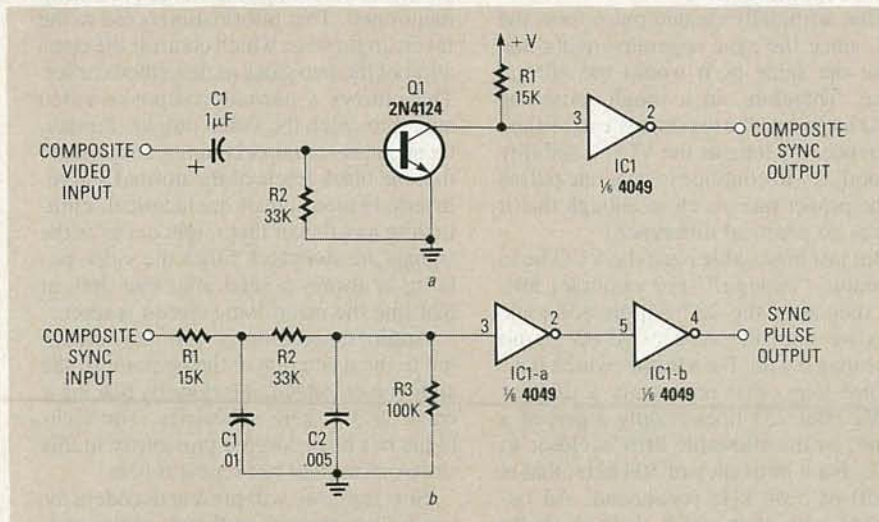 +V
R1
15K
Q1
2N4124
C1
1µF
+
COMPOSITE
VIDEO
INPUT
R2
33K
3
2
IC1
⅙ 4049
COMPOSITE
SYNC
OUTPUT
a
COMPOSITE
SYNC
INPUT
R1
15K
R2
33K
C1
.01
C2
.005
R3
100K
3
2
IC1-a
⅙ 4049
5
4
IC1-b
⅙ 4049
SYNC
PULSE
OUTPUT
b